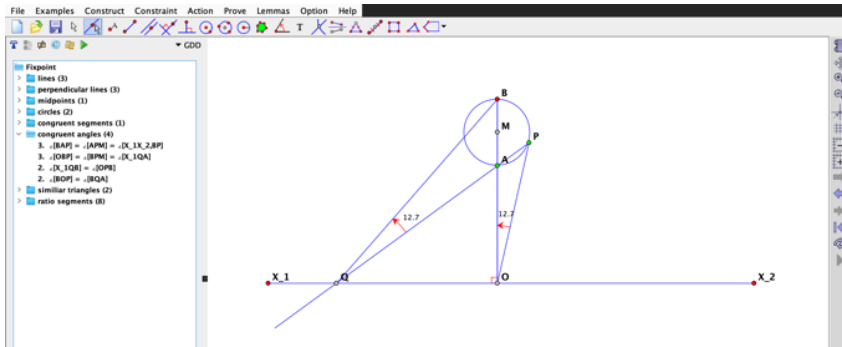 File Examples Construct Constraint Action Prove Lemmas Option Help
T
GDD
Fixpoint
lines (3)
perpendicular lines (3)
midpoints (1)
circles (2)
congruent segments (1)
congruent angles (4)
3. ∠[BAP] = ∠[APM] = ∠[X_1X_2,BP]
3. ∠[OBP] = ∠[BPM] = ∠[X_1QA]
2. ∠[X_1QB] = ∠[OPB]
2. ∠[BOP] = ∠[BQA]
similiar triangles (2)
ratio segments (8)
B
M
P
A
12.7
12.7
X_1
Q
O
X_2